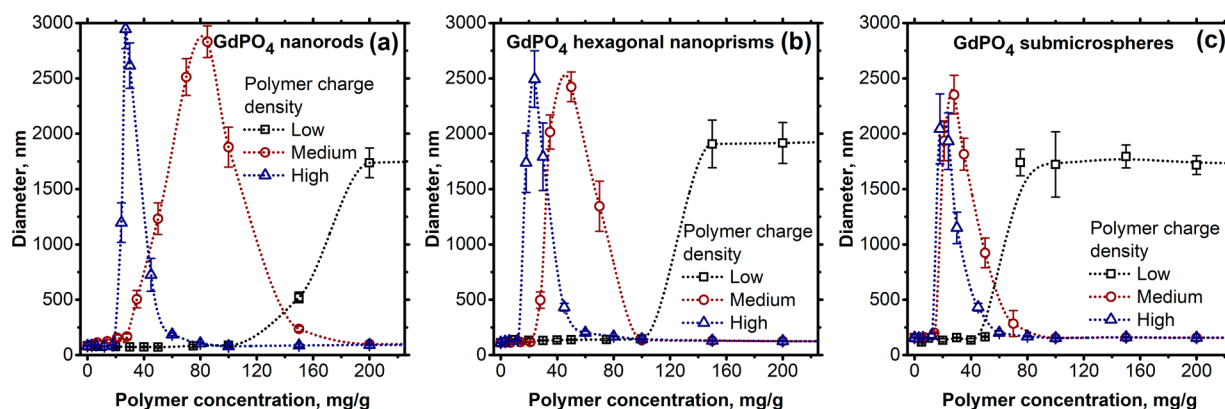 3000
2500
2000
1500
1000
500
0
Diameter, nm
GdPO4 nanorods (a)
Polymer charge
density
Low
Medium
High
0 40 80 120 160 200
Polymer concentration, mg/g
3000
2500
2000
1500
1000
500
0
Diameter, nm
(b)
GdPO4 hexagonal nanoprisms
Polymer charge
density
Low
Medium
High
0 40 80 120 160 200
Polymer concentration, mg/g
3000
2500
2000
1500
1000
500
0
Diameter, nm
(c)
GdPO4 submicrospheres
Polymer charge
density
Low
Medium
High
0 40 80 120 160 200
Polymer concentration, mg/g